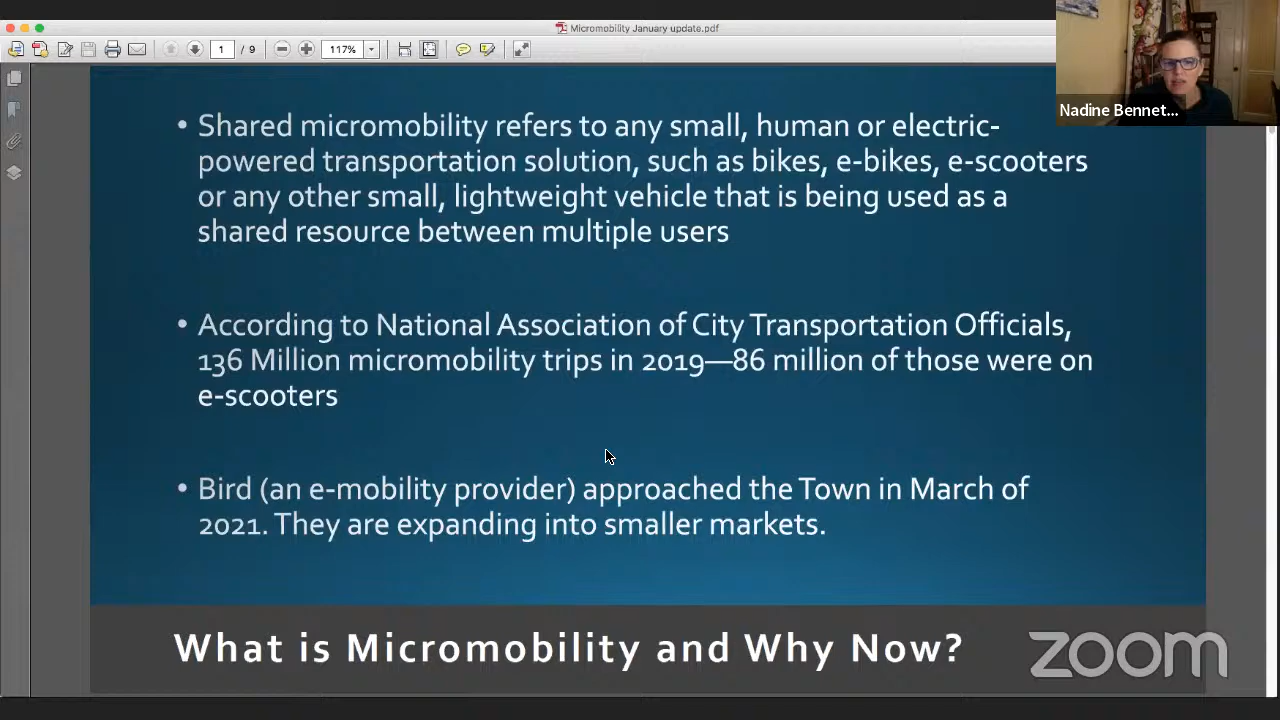 Micromobility January update.pdf
1 / 9
117%
Nadine Bennet...
• Shared micromobility refers to any small, human or electric-
powered transportation solution, such as bikes, e-bikes, e-scooters
or any other small, lightweight vehicle that is being used as a
shared resource between multiple users
• According to National Association of City Transportation Officials,
136 Million micromobility trips in 2019—86 million of those were on
e-scooters
• Bird (an e-mobility provider) approached the Town in March of
2021. They are expanding into smaller markets.
What is Micromobility and Why Now?
zoom